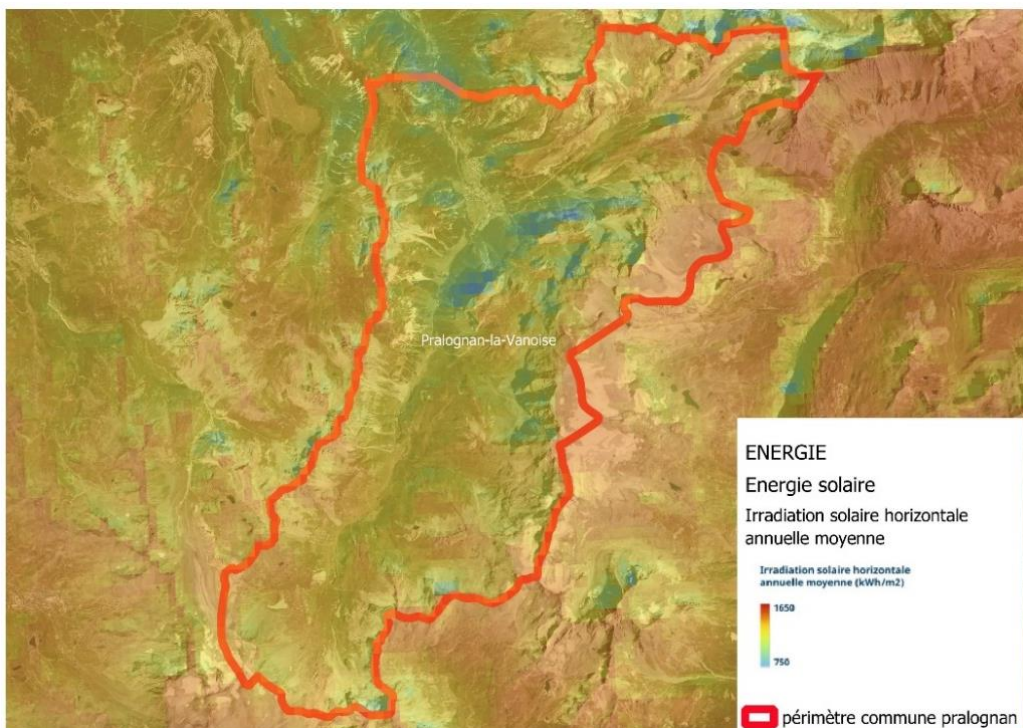 Pralognan-la-Vanoise
ENERGIE
Energie solaire
Irradiation solaire horizontale
annuelle moyenne
Irradiation solaire horizontale
annuelle moyenne (kWh/m2)
1650
750
périmètre commune pralognan